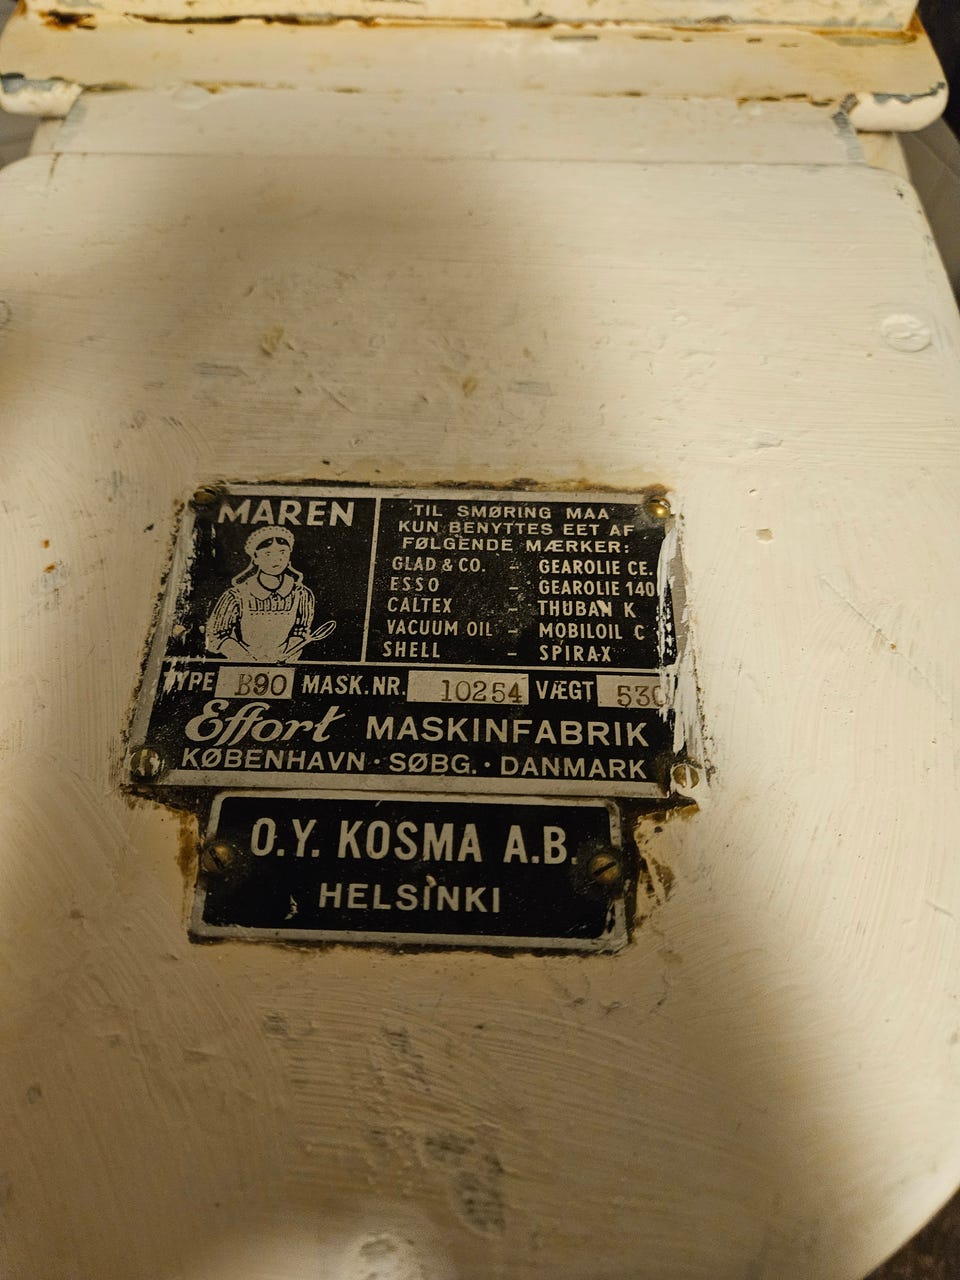 MAREN
TIL SMØRING MAA
KUN BENYTTES EET AF
FØLGENDE MÆRKER:
GLAD & CO. – GEAROLIE CE.
ESSO – GEAROLIE 140
CALTEX – THUBAN K
VACUUM OIL – MOBILOIL C
SHELL – SPIRAX
TYPE B90 MASK.NR. 10254 VÆGT 530
Effort MASKINFABRIK
KØBENHAVN · SØBG. · DANMARK
O.Y. KOSMA A.B.
HELSINKI